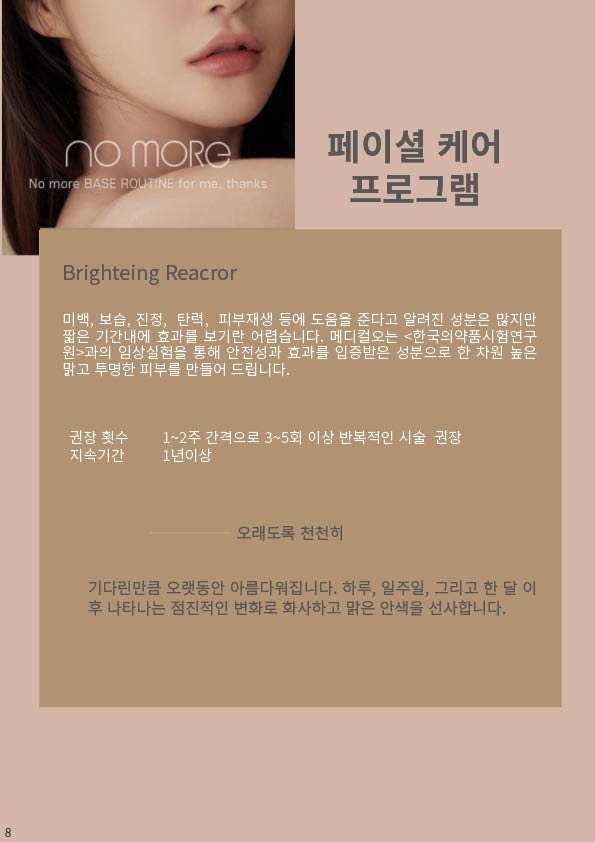 no more
No more BASE ROUTINE for me, thanks
페이셜 케어
프로그램
Brighteing Reacror
미백, 보습, 진정, 탄력, 피부재생 등에 도움을 준다고 알려진 성분은 많지만
짧은 기간내에 효과를 보기란 어렵습니다. 메디컬오는 <한국의약품시험연구
원>과의 임상실험을 통해 안전성과 효과를 입증받은 성분으로 한 차원 높은
맑고 투명한 피부를 만들어 드립니다.
권장 횟수 1~2주 간격으로 3~5회 이상 반복적인 시술 권장
지속기간 1년이상
오래도록 천천히
기다린만큼 오랫동안 아름다워집니다. 하루, 일주일, 그리고 한 달 이
후 나타나는 점진적인 변화로 화사하고 맑은 안색을 선사합니다.
8